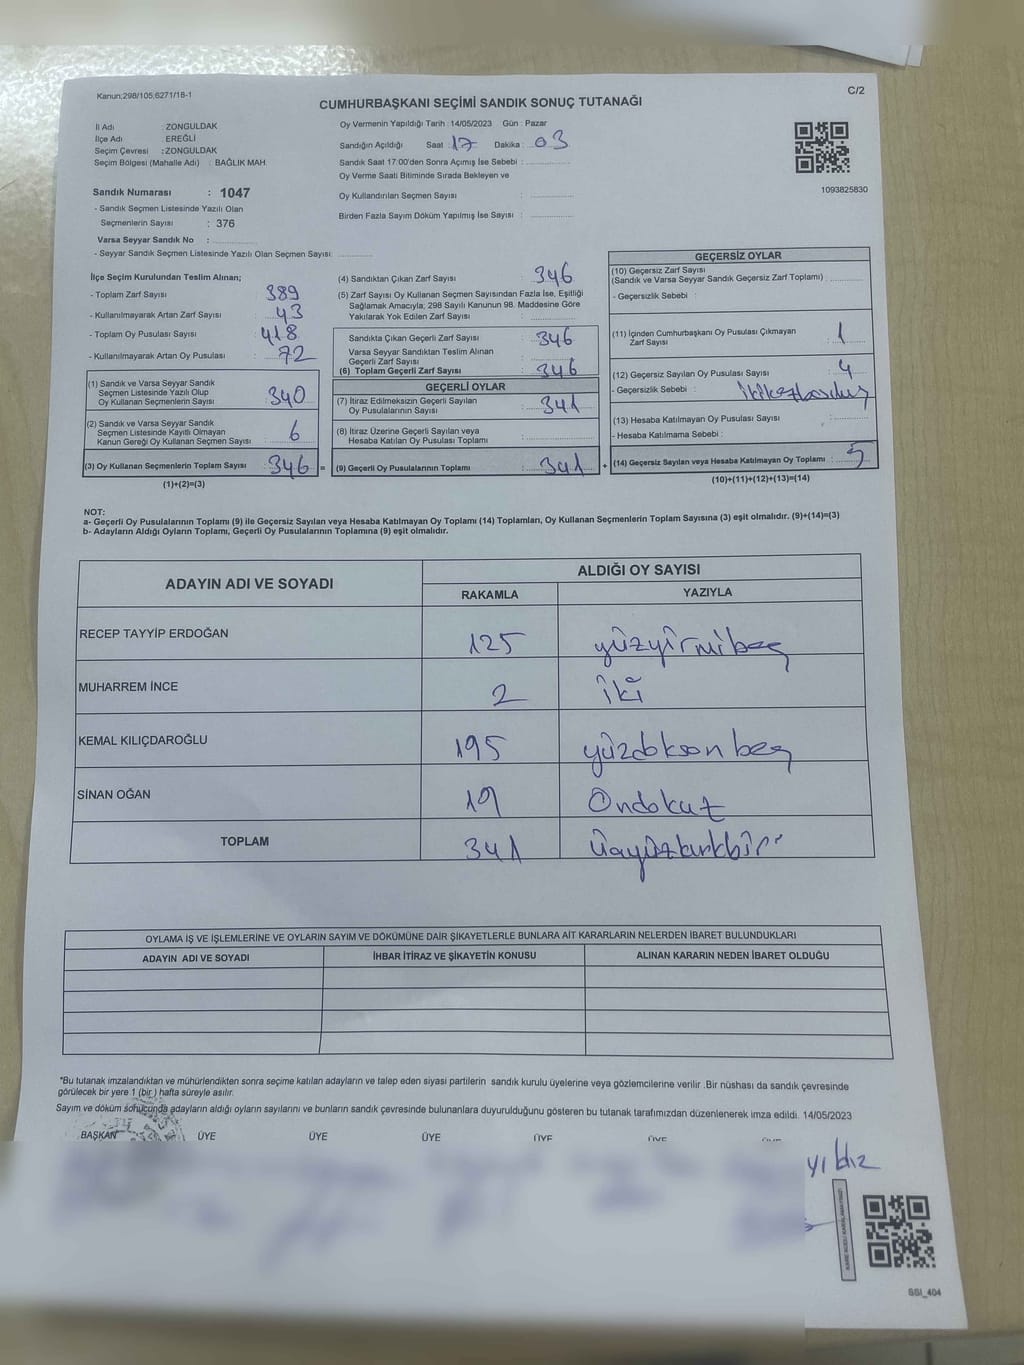 Kanun:298/105,6271/18-1
C/2
CUMHURBAŞKANI SEÇİMİ SANDIK SONUÇ TUTANAĞI
İl Adı : ZONGULDAK
İlçe Adı : EREĞLİ
Seçim Çevresi : ZONGULDAK
Seçim Bölgesi (Mahalle Adi) : BAĞLIK MAH.
Oy Vermenin Yapıldığı Tarih : 14/05/2023 Gün : Pazar
Sandığın Açıldığı Saat : 17 Dakika : 03
Sandık Saat 17.00'den Sonra Açımış İse Sebebi :
Oy Verme Saati Bitiminde Sırada Bekleyen ve
Oy Kullandırılan Seçmen Sayısı :
Birden Fazla Sayım Döküm Yapılmış İse Sayısı :
1093825830
Sandık Numarası : 1047
- Sandık Seçmen Listesinde Yazılı Olan
Seçmenlerin Sayısı : 376
Varsa Seyyar Sandık No :
- Seyyar Sandık Seçmen Listesinde Yazılı Olan Seçmen Sayısı:
İlçe Seçim Kurulundan Teslim Alınan;
- Toplam Zarf Sayısı : 389
- Kullanılmayarak Artan Zarf Sayısı : 43
- Toplam Oy Pusulası Sayısı : 418
- Kullanılmayarak Artan Oy Pusulası : 72
(1) Sandık ve Varsa Seyyar Sandık
Seçmen Listesinde Yazılı Olup
Oy Kullanan Seçmenlerin Sayısı : 340
(2) Sandık ve Varsa Seyyar Sandık
Seçmen Listesinde Kayıtlı Olmayan
Kanun Gereği Oy Kullanan Seçmen Sayısı : 6
(3) Oy Kullanan Seçmenlerin Toplam Sayısı : 346 =
(1)+(2)=(3)
(4) Sandıktan Çıkan Zarf Sayısı : 346
(5) Zarf Sayısı Oy Kullanan Seçmen Sayısından Fazla İse, Eşitliği
Sağlamak Amacıyla; 298 Sayılı Kanunun 98. Maddesine Göre
Yakılarak Yok Edilen Zarf Sayısı :
Sandıkta Çıkan Geçerli Zarf Sayısı : 346
Varsa Seyyar Sandıktan Teslim Alınan
Geçerli Zarf Sayısı :
(6) Toplam Geçerli Zarf Sayısı : 346
GEÇERLİ OYLAR
(7) İtiraz Edilmeksizin Geçerli Sayılan
Oy Pusulalarının Sayısı : 341
(8) İtiraz Üzerine Geçerli Sayılan veya
Hesaba Katılan Oy Pusulası Toplamı :
(9) Geçerli Oy Pusulalarının Toplamı : 341 +
GEÇERSİZ OYLAR
(10) Geçersiz Zarf Sayısı
(Sandık ve Varsa Seyyar Sandık Geçersiz Zarf Toplamı) :
- Geçersizlik Sebebi :
(11) İçinden Cumhurbaşkanı Oy Pusulası Çıkmayan
Zarf Sayısı : 1
(12) Geçersiz Sayılan Oy Pusulası Sayısı : 4
- Geçersizlik Sebebi :
(13) Hesaba Katılmayan Oy Pusulası Sayısı :
- Hesaba Katılmama Sebebi :
(14) Geçersiz Sayılan veya Hesaba Katılmayan Oy Toplamı : 5
(10)+(11)+(12)+(13)=(14)
NOT:
a- Geçerli Oy Pusulalarının Toplamı (9) ile Geçersiz Sayılan veya Hesaba Katılmayan Oy Toplamı (14) Toplamları, Oy Kullanan Seçmenlerin Toplam Sayısına (3) eşit olmalıdır. (9)+(14)=(3)
b- Adayların Aldığı Oyların Toplamı, Geçerli Oy Pusulalarının Toplamına (9) eşit olmalıdır.
ADAYIN ADI VE SOYADI ALDIĞI OY SAYISI
RAKAMLA YAZIYLA
RECEP TAYYİP ERDOĞAN 125 yüzyirmibeş
MUHARREM İNCE 2 iki
KEMAL KILIÇDAROĞLU 195 yüzdoksan beş
SİNAN OĞAN 19 Ondokuz
TOPLAM 341 Üçyüzkırkbir
OYLAMA İŞ VE İŞLEMLERİNE VE OYLARIN SAYIM VE DÖKÜMÜNE DAİR ŞİKAYETLERLE BUNLARA AİT KARARLARIN NELERDEN İBARET BULUNDUKLARI
ADAYIN ADI VE SOYADI İHBAR İTİRAZ VE ŞİKAYETİN KONUSU ALINAN KARARIN NEDEN İBARET OLDUĞU
*Bu tutanak imzalandıktan ve mühürlendikten sonra seçime katılan adayların ve talep eden siyasi partilerin sandık kurulu üyelerine veya gözlemcilerine verilir .Bir nüshası da sandık çevresinde
görülecek bir yere 1 (bir) hafta süreyle asılır.
Sayım ve döküm sonucunda adayların aldığı oyların sayılarını ve bunların sandık çevresinde bulunanlara duyurulduğunu gösteren bu tutanak tarafımızdan düzenlenerek imza edildi. 14/05/2023
BAŞKAN ÜYE ÜYE ÜYE ÜYE ÜYE
yıldız
SSI_404